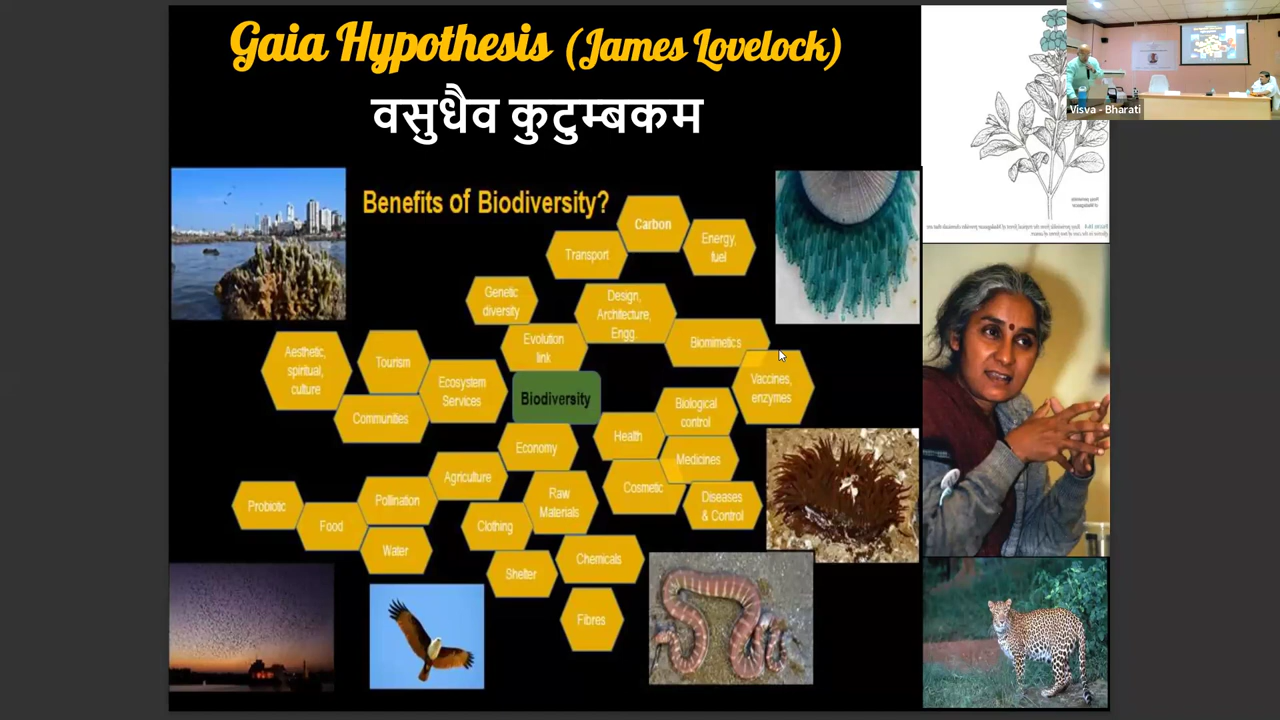 Gaia Hypothesis (James Lovelock)
वसुधैव कुटुम्बकम
Visva - Bharati
Benefits of Biodiversity?
Carbon
Transport
Energy,
fuel
Genetic
diversity
Design,
Architecture,
Engg.
Evolution
link
Biomimetics
Aesthetic,
spiritual,
culture
Tourism
Ecosystem
Services
Communities
Biodiversity
Vaccines,
enzymes
Biological
control
Health
Economy
Medicines
Agriculture
Cosmetic
Diseases
& Control
Probiotic
Pollination
Food
Raw
Materials
Clothing
Water
Chemicals
Shelter
Fibres